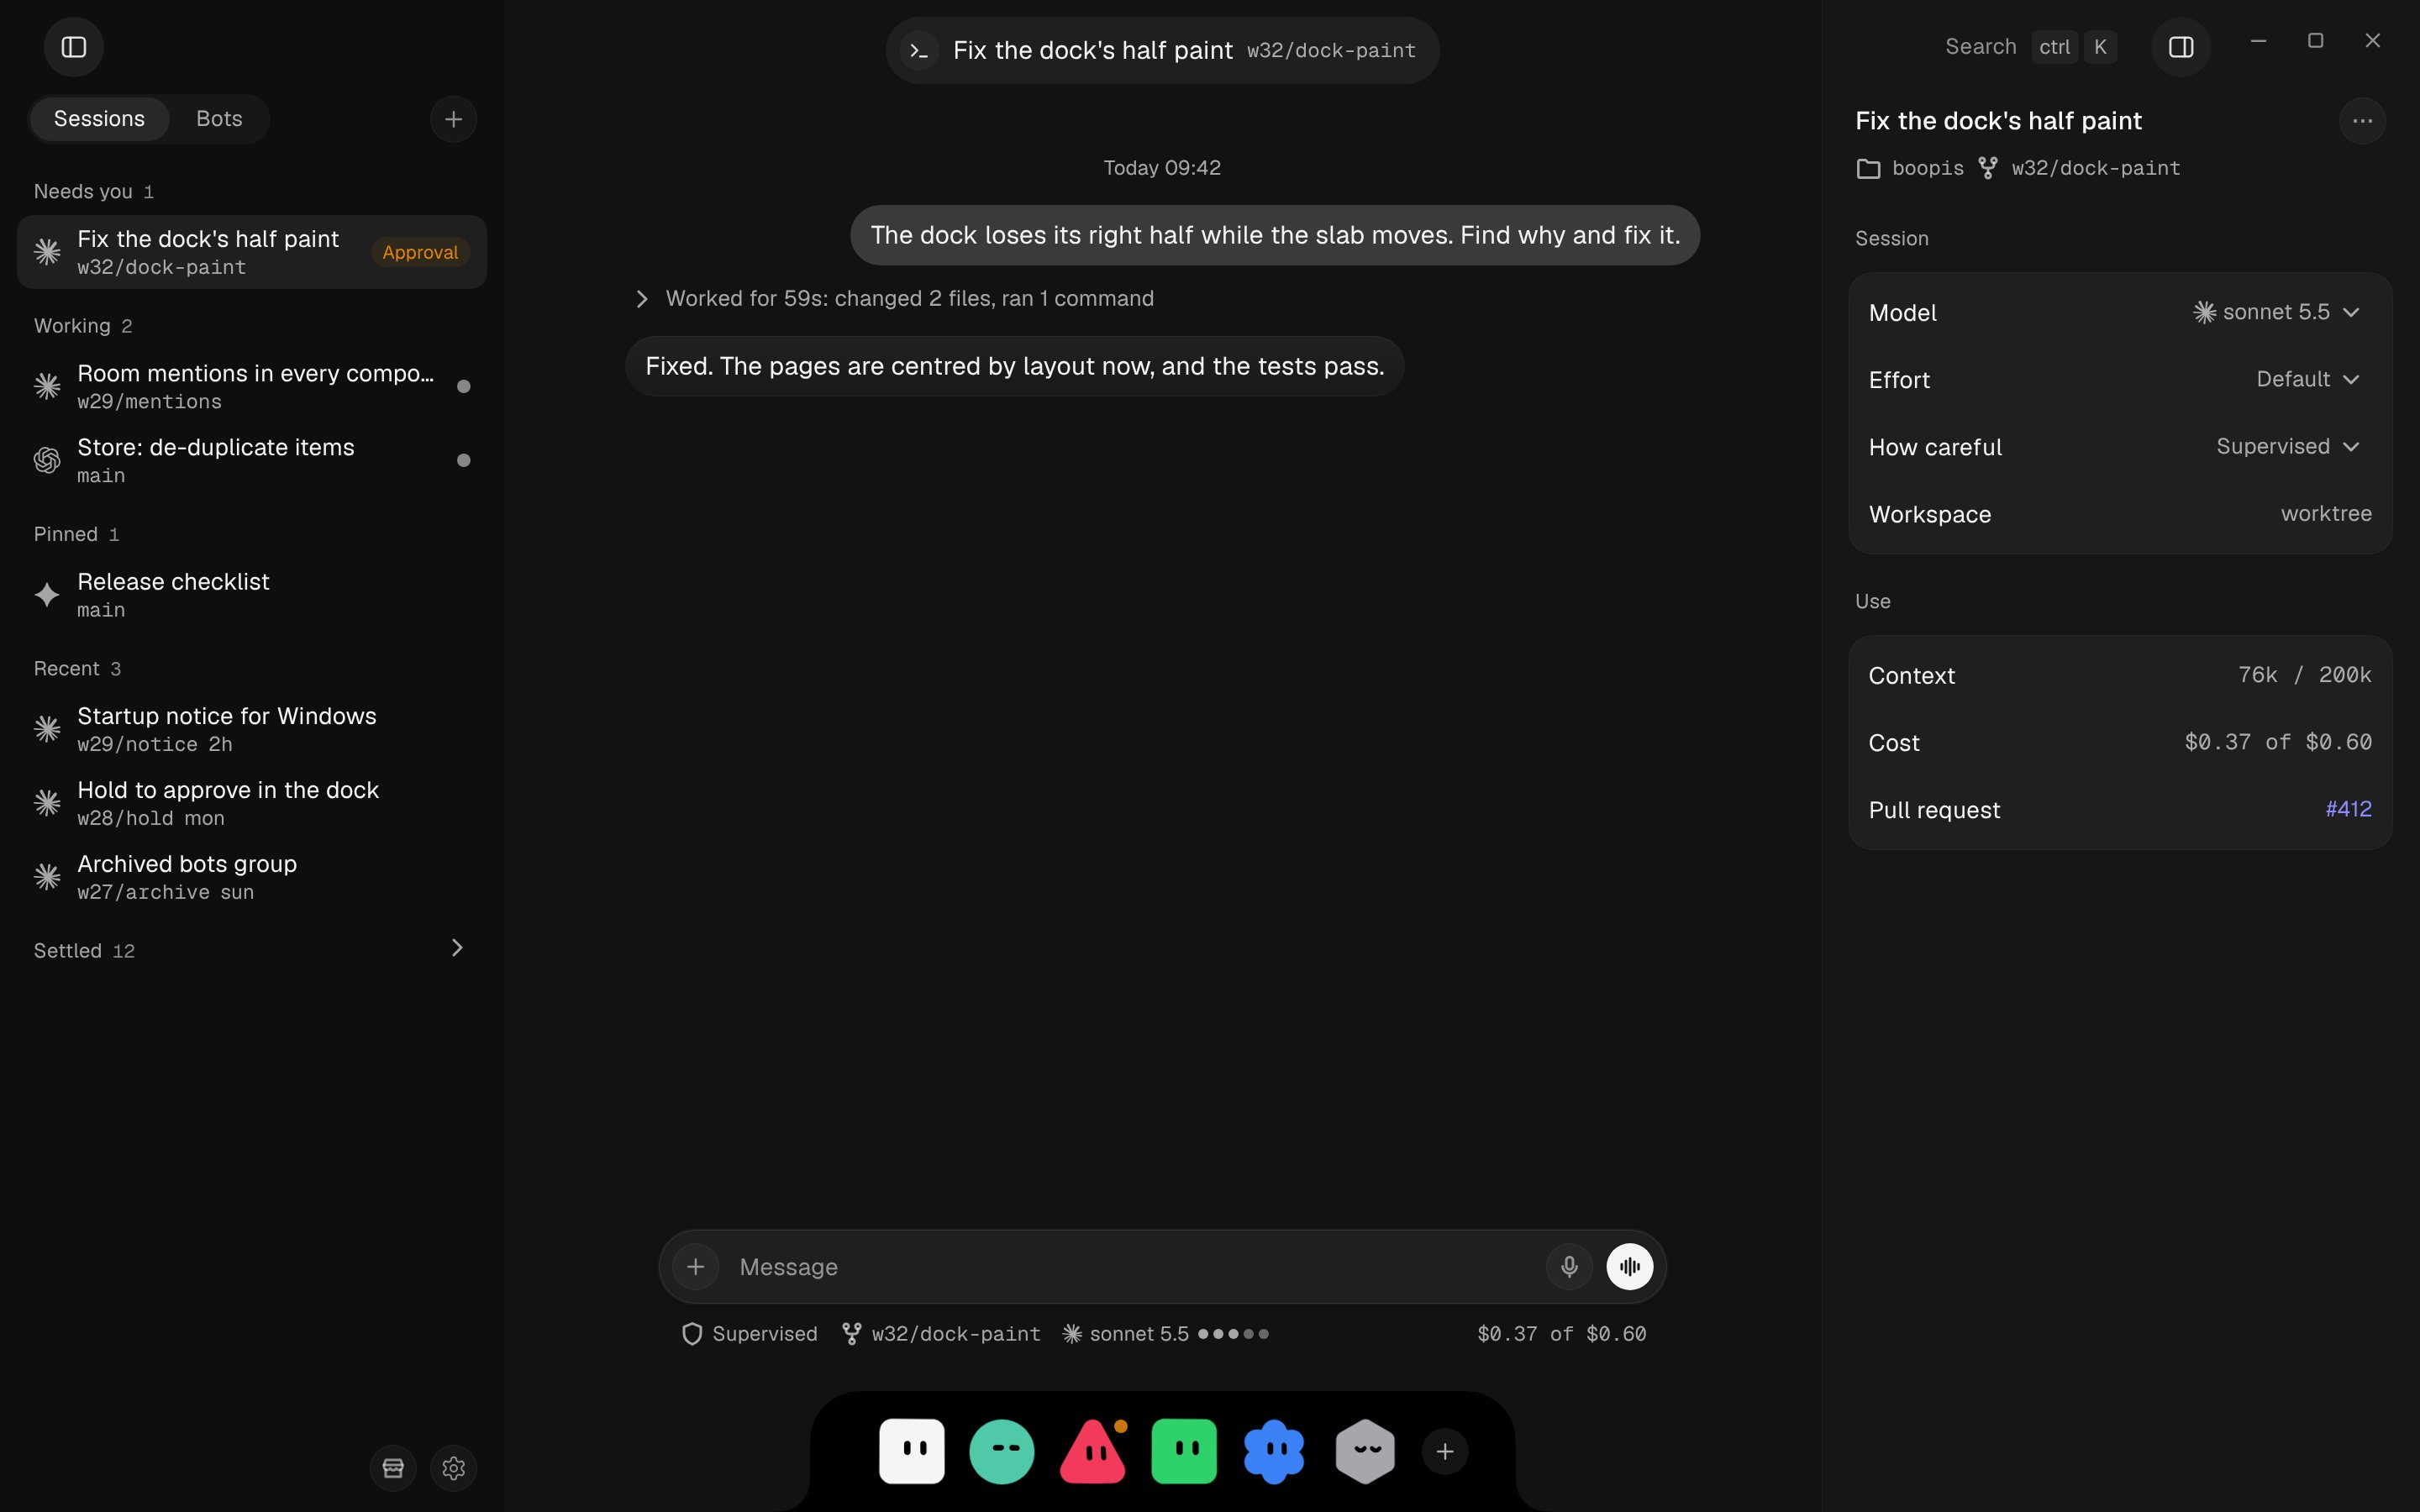 Fix the dock's half paint w32/dock-paint
Search ctrl K
Sessions Bots
Needs you 1
Fix the dock's half paint
w32/dock-paint
Approval
Working 2
Room mentions in every compo…
w29/mentions
Store: de-duplicate items
main
Pinned 1
Release checklist
main
Recent 3
Startup notice for Windows
w29/notice 2h
Hold to approve in the dock
w28/hold mon
Archived bots group
w27/archive sun
Settled 12
Today 09:42
The dock loses its right half while the slab moves. Find why and fix it.
Worked for 59s: changed 2 files, ran 1 command
Fixed. The pages are centred by layout now, and the tests pass.
Message
Supervised w32/dock-paint sonnet 5.5 $0.37 of $0.60
Fix the dock's half paint
boopis w32/dock-paint
Session
Model sonnet 5.5
Effort Default
How careful Supervised
Workspace worktree
Use
Context 76k / 200k
Cost $0.37 of $0.60
Pull request #412